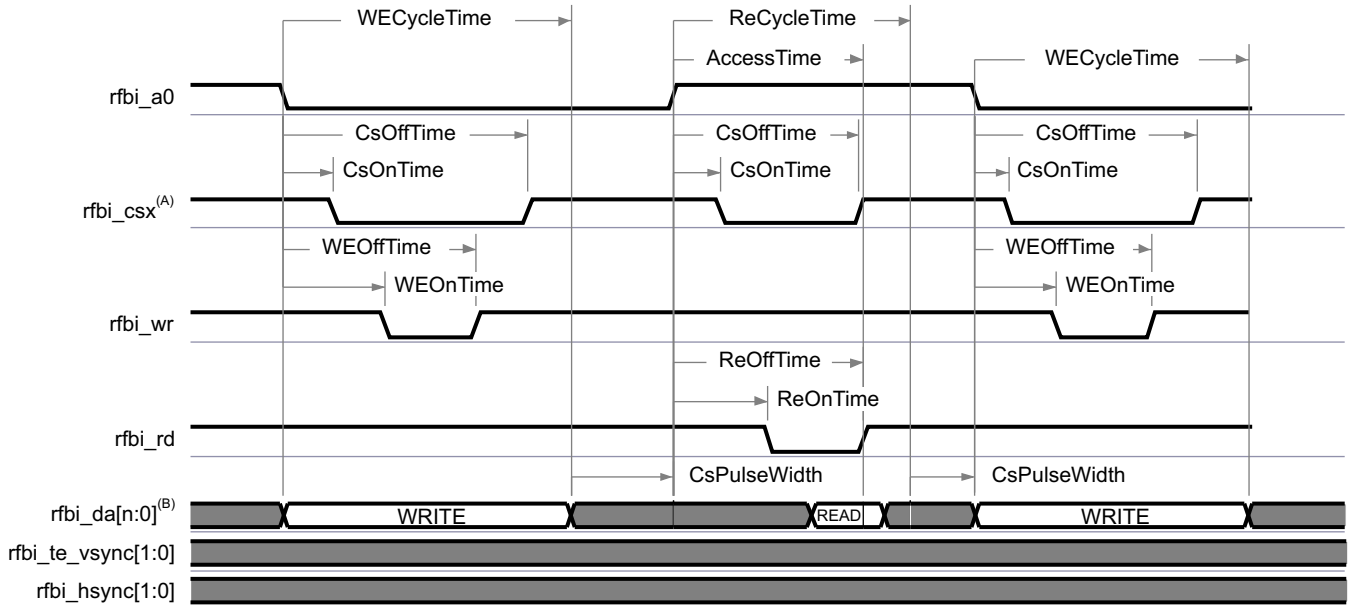 WECycleTime ReCycleTime
AccessTime WECycleTime
rfbi_a0
CsOffTime CsOffTime CsOffTime
CsOnTime CsOnTime CsOnTime
rfbi_csx(A)
WEOffTime WEOffTime
WEOnTime WEOnTime
rfbi_wr
ReOffTime
ReOnTime
rfbi_rd
CsPulseWidth CsPulseWidth
rfbi_da[n:0](B) WRITE READ WRITE
rfbi_te_vsync[1:0]
rfbi_hsync[1:0]